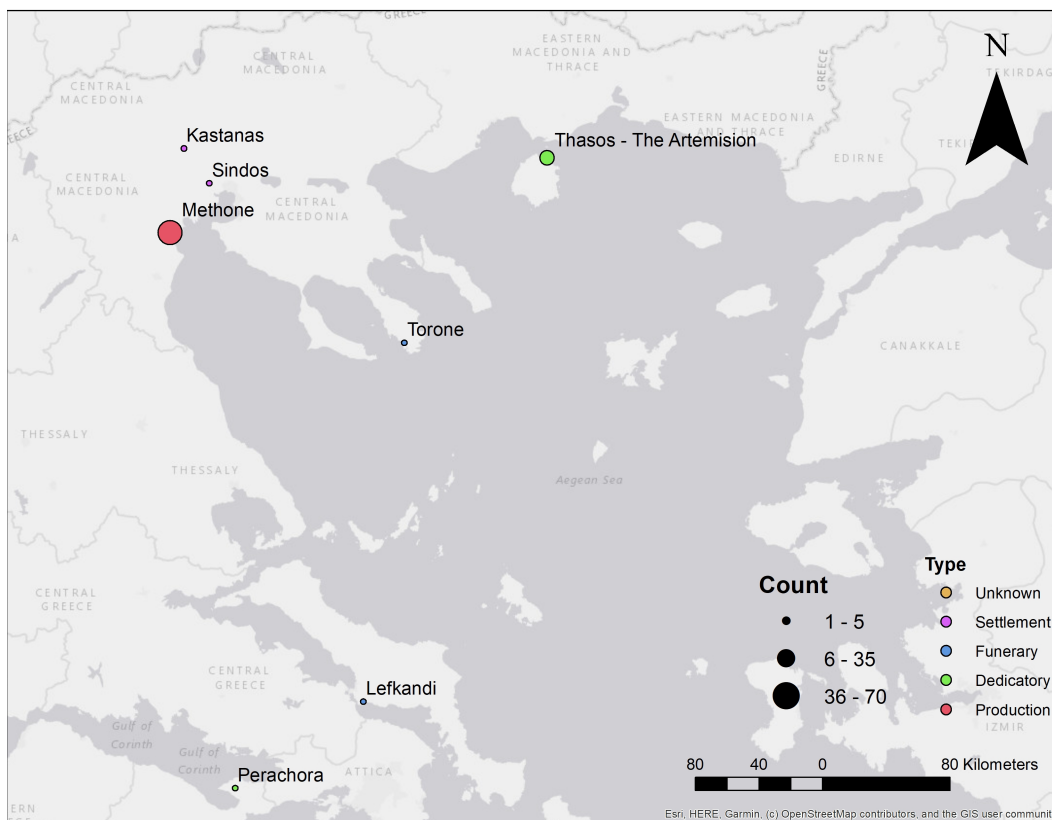 GREECE
EASTERN
MACEDONIA AND
THRACE
CENTRAL
MACEDONIA
CENTRAL
MACEDONIA
GREECE
N
TEKIRDAG
Kastanas
Thasos - The Artemision
EASTERN MACEDONIA
AND THRACE
EDIRNE
Sindos
CENTRAL
MACEDONIA
CENTRAL
MACEDONIA
Methone
Torone
CANAKKALE
THESSALY
THESSALY
Aegean Sea
CENTRAL
GREECE
CENTRAL
GREECE
Lefkandi
Gulf of
Corinth
Gulf of
Corinth
Perachora
ATTICA
Count
1 - 5
6 - 35
36 - 70
Type
Unknown
Settlement
Funerary
Dedicatory
Production
IZMIR
80 40 0 80 Kilometers
Esri, HERE, Garmin, (c) OpenStreetMap contributors, and the GIS user communit